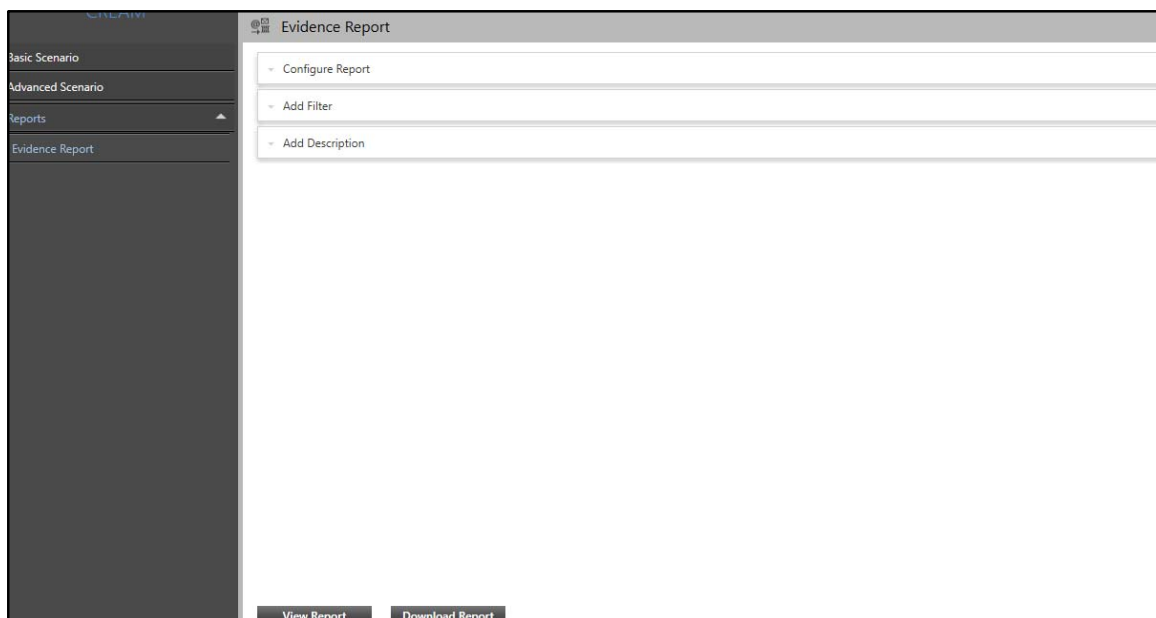 CREAM
Evidence Report
Basic Scenario
Advanced Scenario
Reports
Evidence Report
Configure Report
Add Filter
Add Description
View Report
Download Report